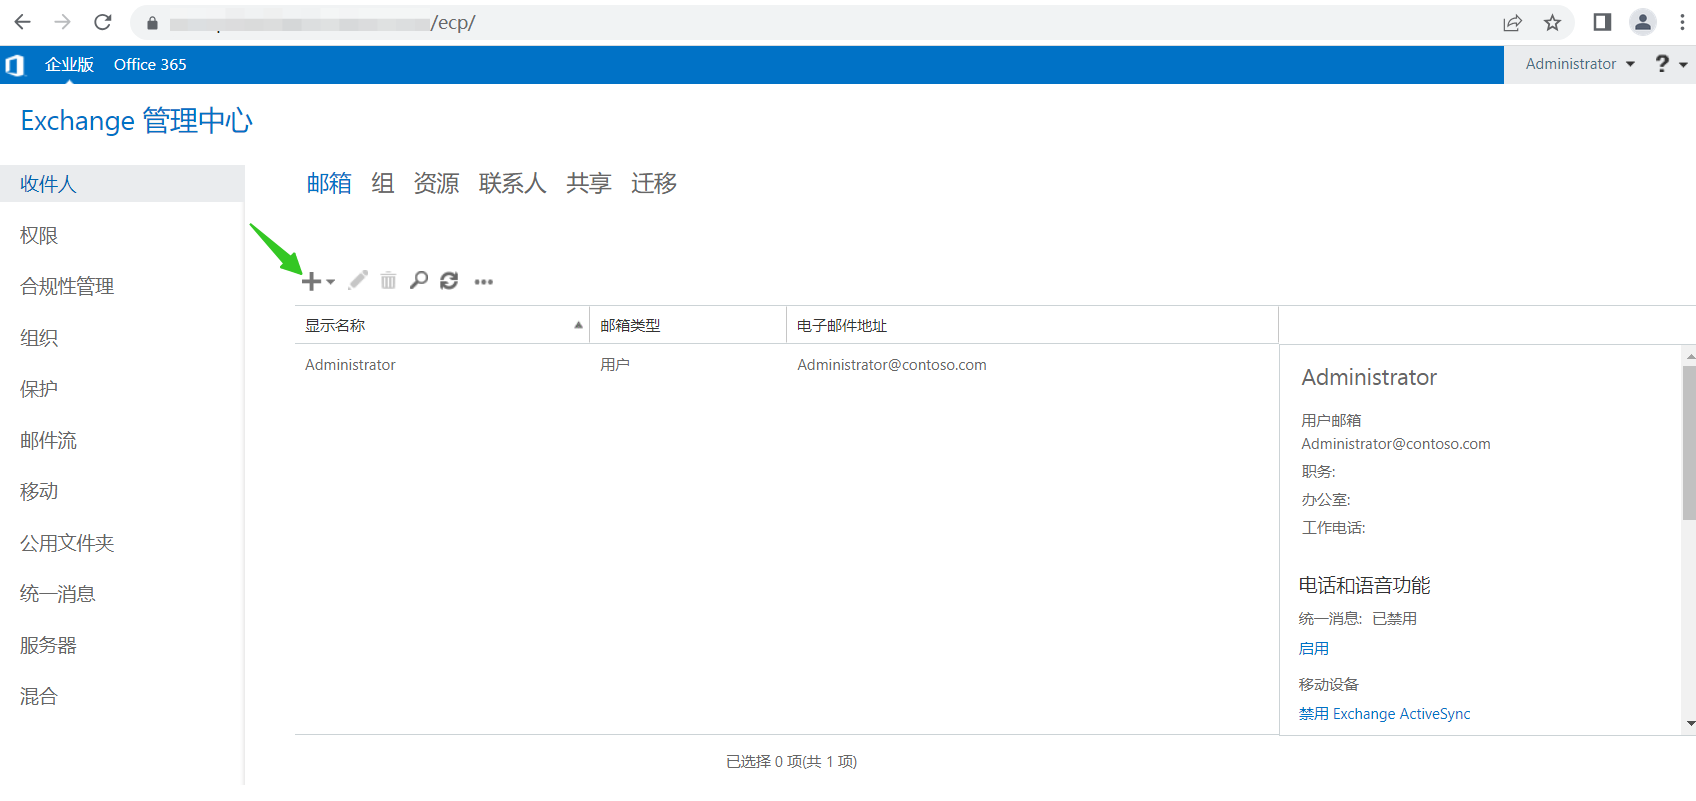 /ecp/
企业版 Office 365 Administrator ?
Exchange 管理中心
收件人
权限
合规性管理
组织
保护
邮件流
移动
公用文件夹
统一消息
服务器
混合
邮箱 组 资源 联系人 共享 迁移
显示名称 邮箱类型 电子邮件地址
Administrator 用户 Administrator@contoso.com
Administrator
用户邮箱
Administrator@contoso.com
职务:
办公室:
工作电话:
电话和语音功能
统一消息: 已禁用
启用
移动设备
禁用 Exchange ActiveSync
已选择 0 项(共 1 项)